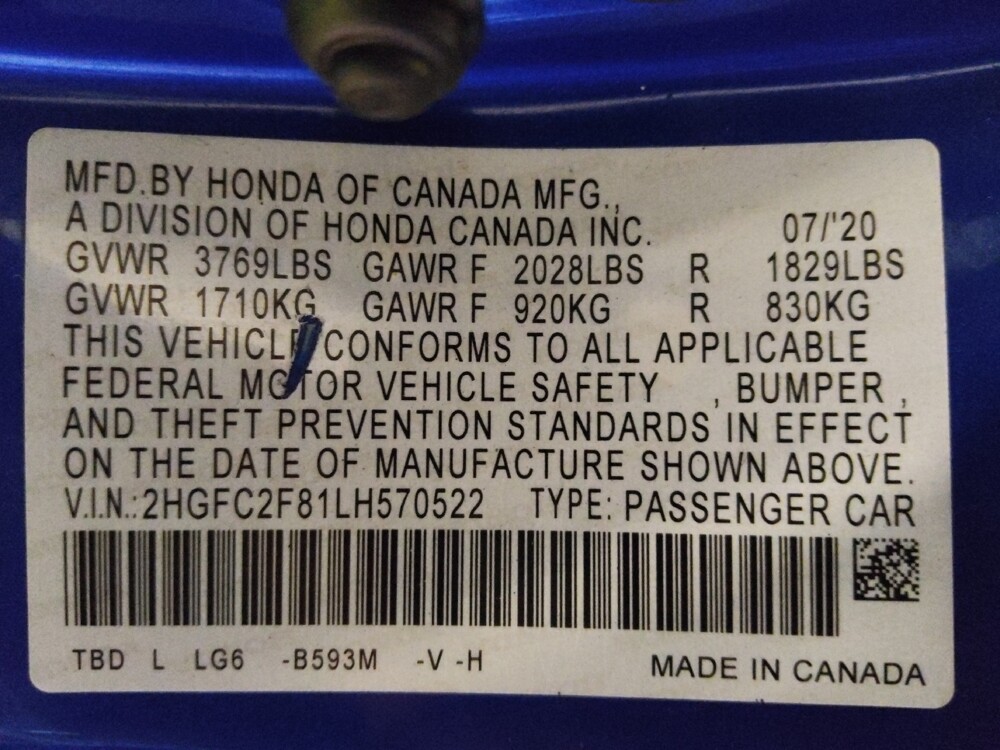 MFD.BY HONDA OF CANADA MFG.,
A DIVISION OF HONDA CANADA INC. 07/'20
GVWR 3769LBS GAWR F 2028LBS R 1829LBS
GVWR 1710KG GAWR F 920KG R 830KG
THIS VEHICLE CONFORMS TO ALL APPLICABLE
FEDERAL MOTOR VEHICLE SAFETY , BUMPER ,
AND THEFT PREVENTION STANDARDS IN EFFECT
ON THE DATE OF MANUFACTURE SHOWN ABOVE.
V.I.N.:2HGFC2F81LH570522 TYPE: PASSENGER CAR
TBD L LG6 -B593M -V -H MADE IN CANADA